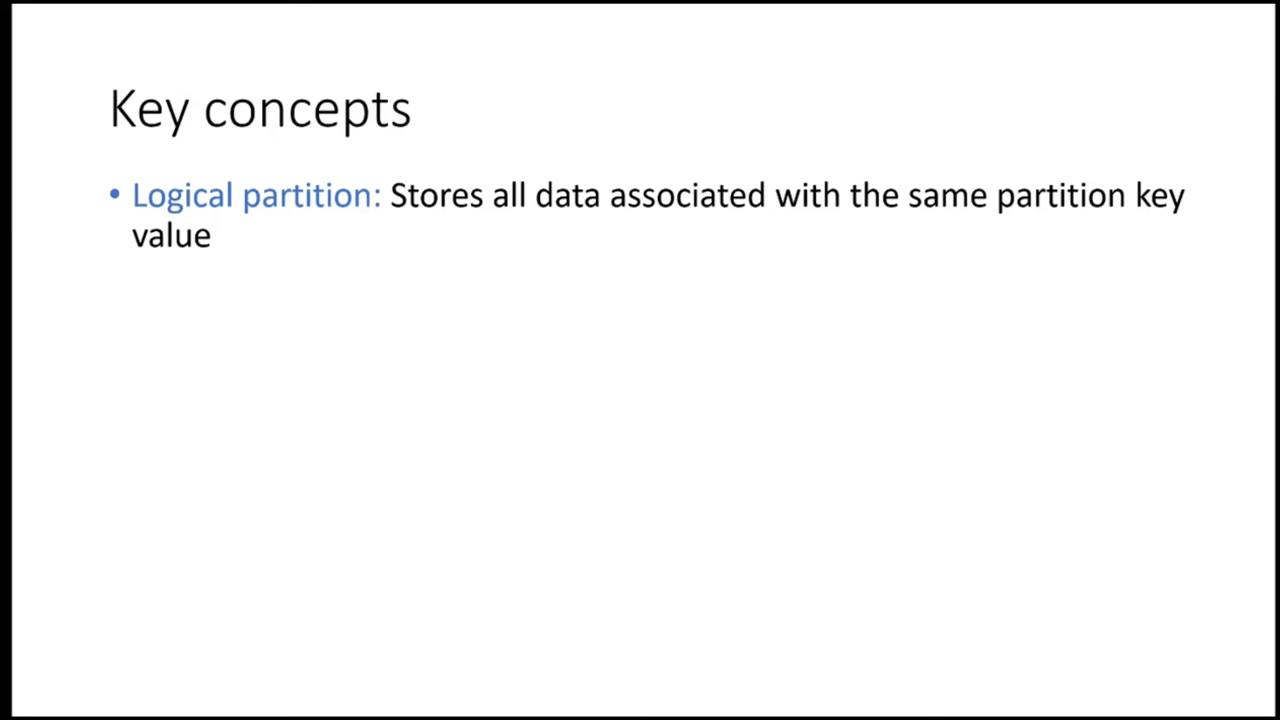 Key concepts
• Logical partition: Stores all data associated with the same partition key
value